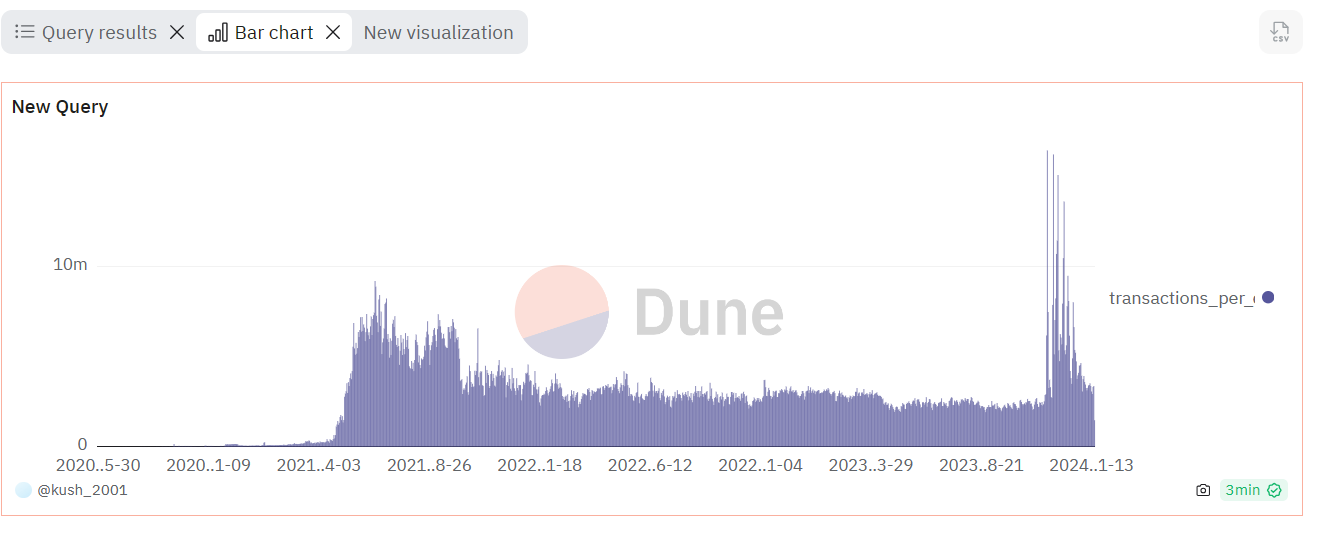 Query results
Bar chart
New visualization
CSV
New Query
10m
Dune
transactions_per_
0
2020..5-30 2020..1-09 2021..4-03 2021..8-26 2022..1-18 2022..6-12 2022..1-04 2023..3-29 2023..8-21 2024..1-13
@kush_2001
3min